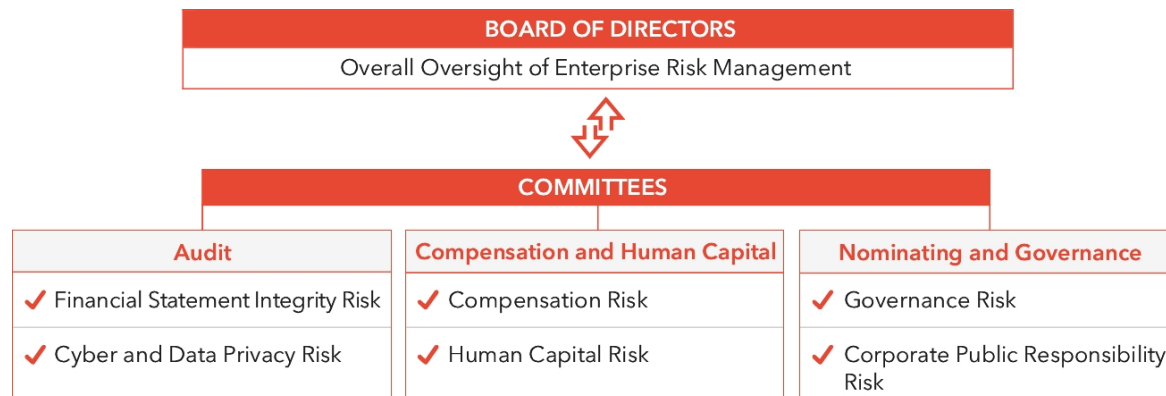 BOARD OF DIRECTORS
Overall Oversight of Enterprise Risk Management
COMMITTEES
Audit
Financial Statement Integrity Risk
Cyber and Data Privacy Risk
Compensation and Human Capital
Compensation Risk
Human Capital Risk
Nominating and Governance
Governance Risk
Corporate Public Responsibility
Risk